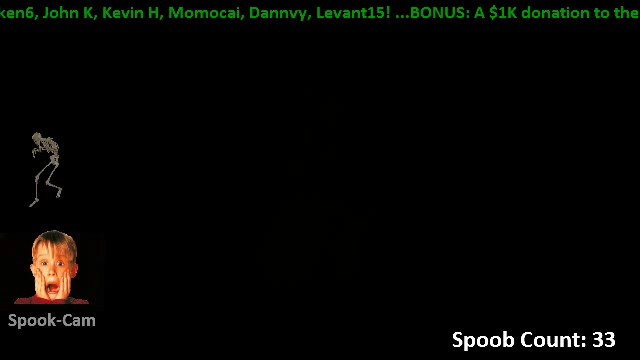 ken6, John K, Kevin H, Momocai, Dannvy, Levant15! ...BONUS: A $1K donation to the
Spook-Cam
Spoob Count: 33